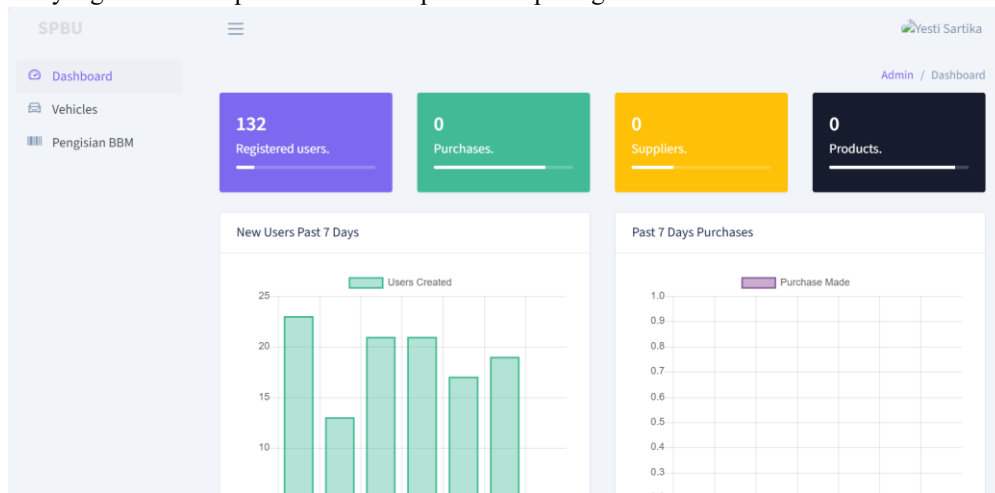 SPBU
Yesti Sartika
Dashboard
Vehicles
Pengisian BBM
Admin / Dashboard
132
Registered users.
0
Purchases.
0
Suppliers.
0
Products.
New Users Past 7 Days
Users Created
25
20
15
10
Past 7 Days Purchases
Purchase Made
1.0
0.9
0.8
0.7
0.6
0.5
0.4
0.3